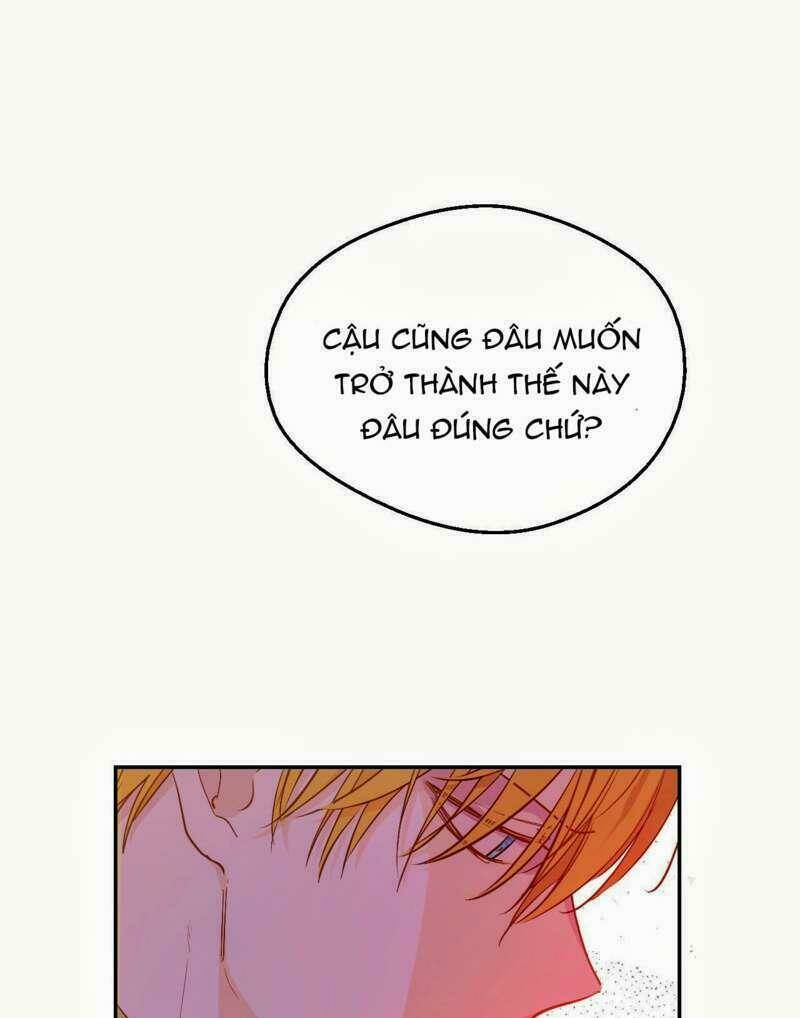 CẬU CŨNG ĐÂU MUỐN
TRỞ THÀNH THẾ NÀY
ĐÂU ĐÚNG CHỨ?